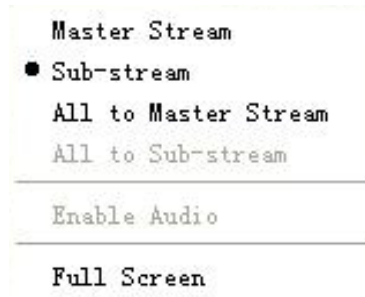 Master Stream
Sub-stream
All to Master Stream
All to Sub-stream
Enable Audio
Full Screen